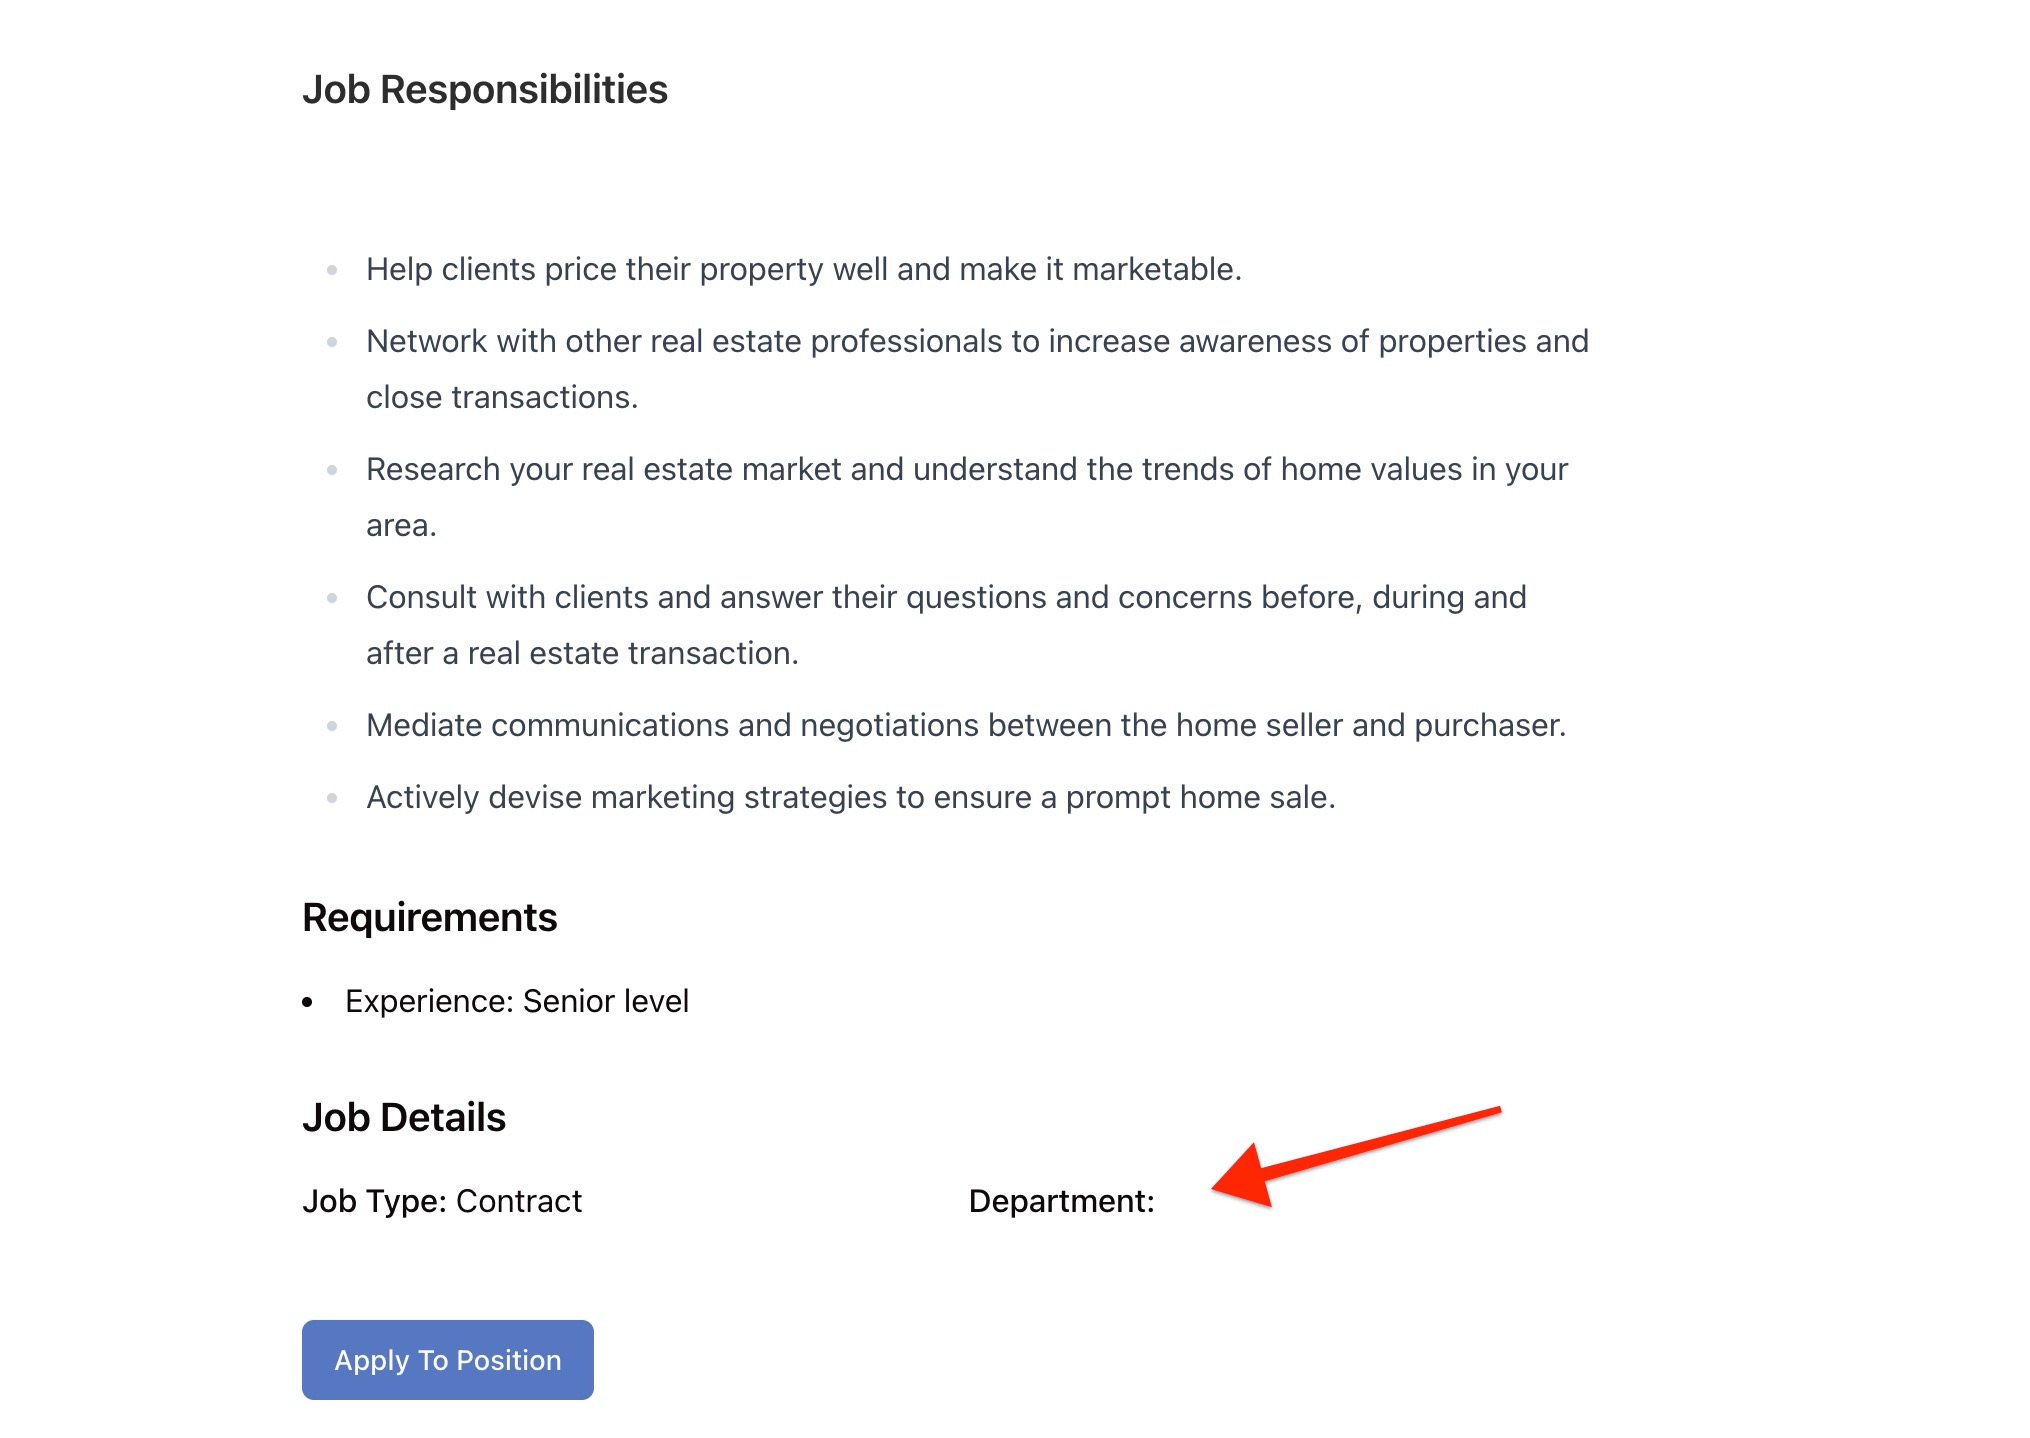 Job Responsibilities
Help clients price their property well and make it marketable.
Network with other real estate professionals to increase awareness of properties and
close transactions.
Research your real estate market and understand the trends of home values in your
area.
Consult with clients and answer their questions and concerns before, during and
after a real estate transaction.
Mediate communications and negotiations between the home seller and purchaser.
Actively devise marketing strategies to ensure a prompt home sale.
Requirements
Experience: Senior level
Job Details
Job Type: Contract
Department:
Apply To Position